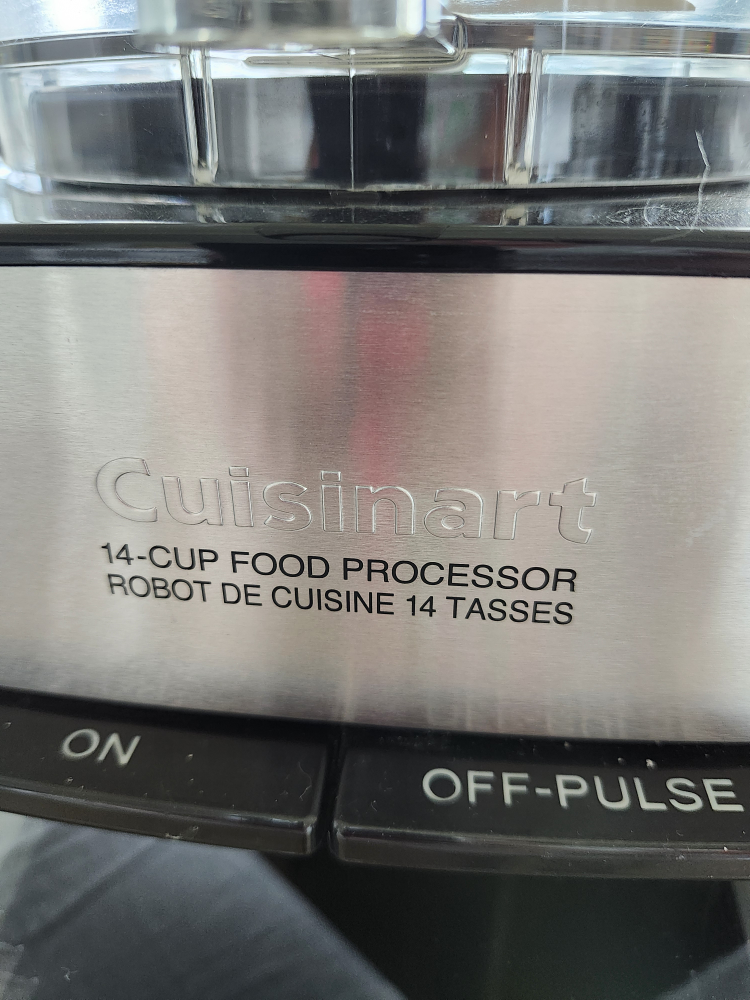 Cuisinart
14-CUP FOOD PROCESSOR
ROBOT DE CUISINE 14 TASSES
ON
OFF-PULSE